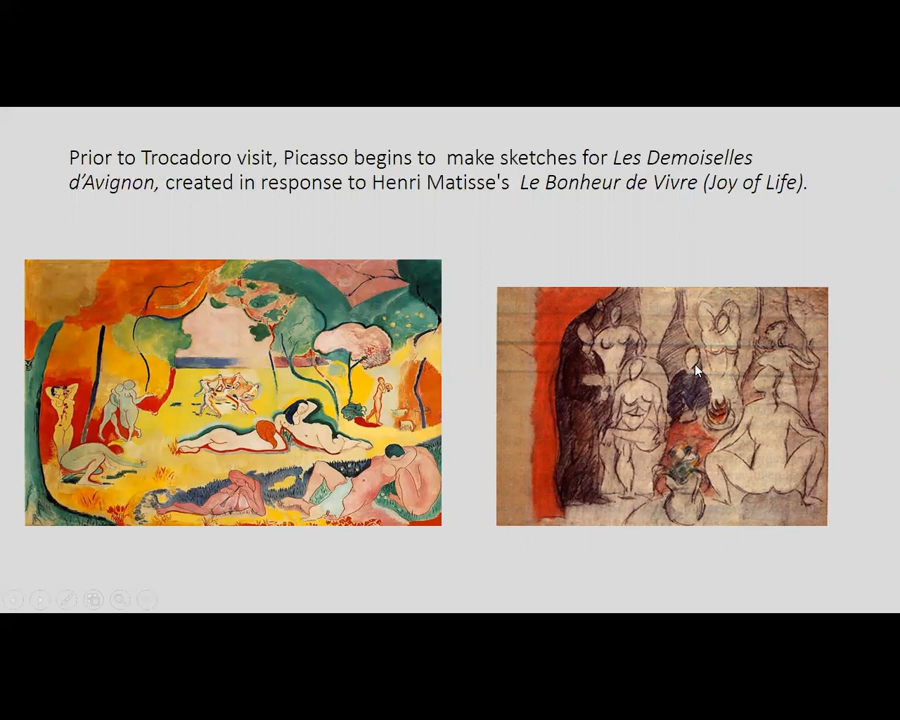 Prior to Trocadoro visit, Picasso begins to  make sketches for Les Demoiselles
d’Avignon, created in response to Henri Matisse's  Le Bonheur de Vivre (Joy of Life).